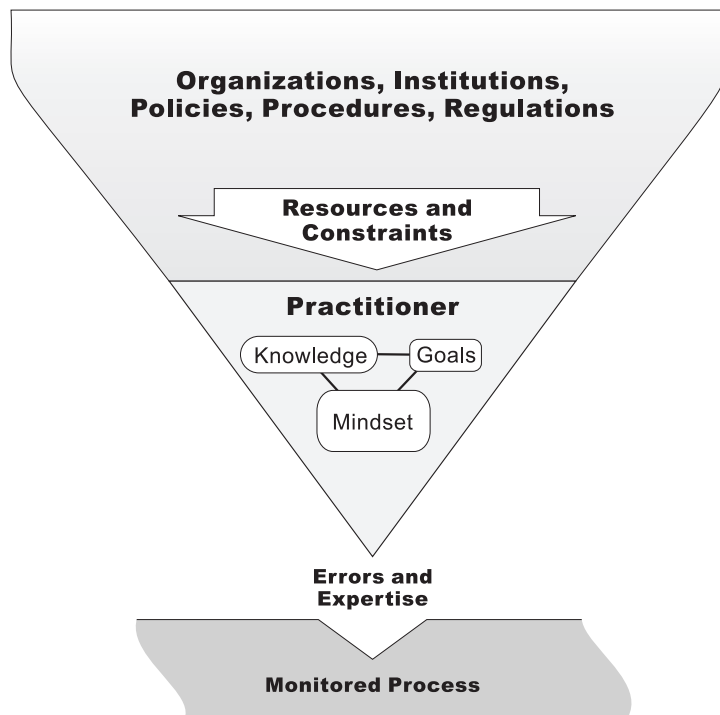 Organizations, Institutions,
Policies, Procedures, Regulations
Resources and
Constraints
Practitioner
Knowledge
Goals
Mindset
Errors and
Expertise
Monitored Process